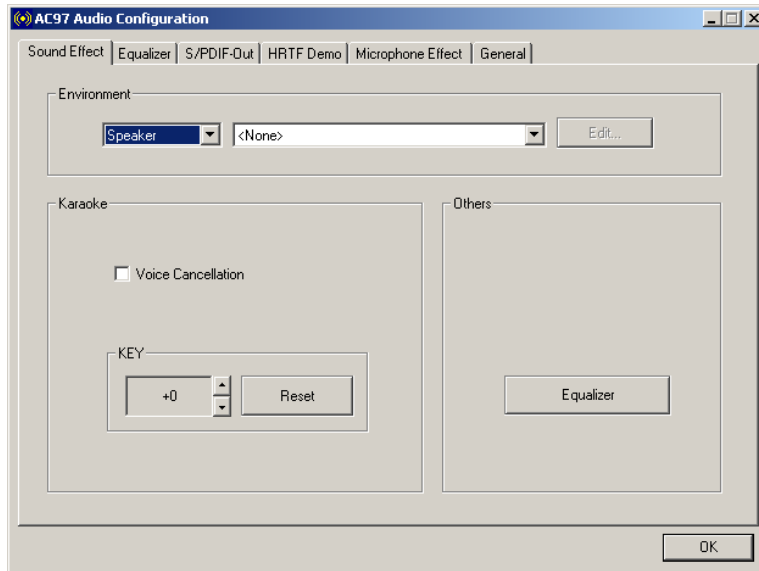 AC97 Audio Configuration
Sound Effect Equalizer S/PDIF-Out HRTF Demo Microphone Effect General
Environment
Speaker <None> Edit...
Karaoke
Others
Voice Cancellation
KEY
+0 Reset
Equalizer
OK